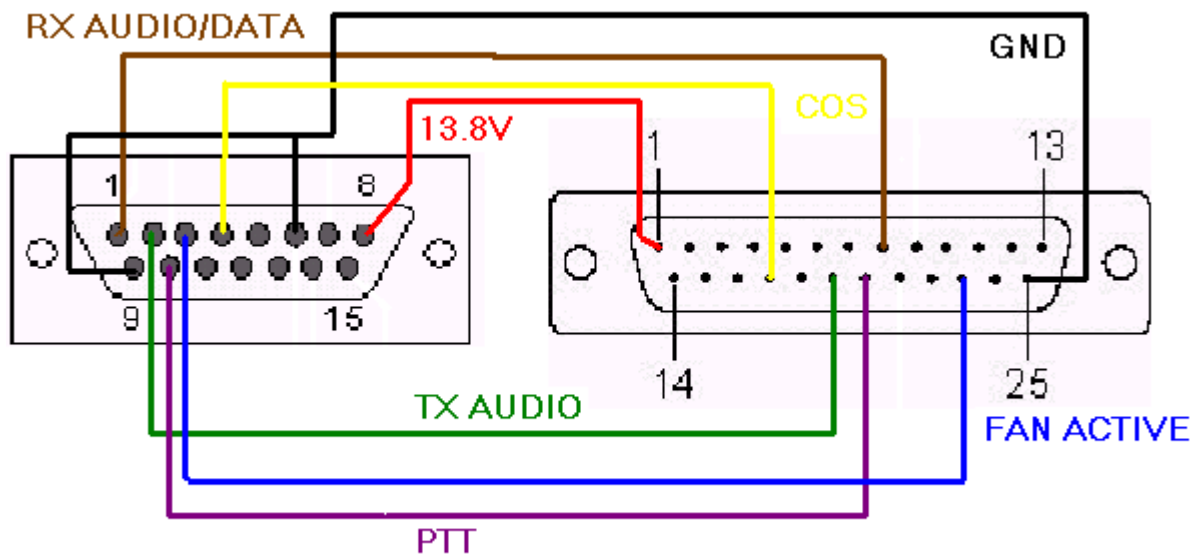 RX AUDIO/DATA
GND
COS
13.8V
1
13
1
8
9
15
14
25
TX AUDIO
FAN ACTIVE
PTT